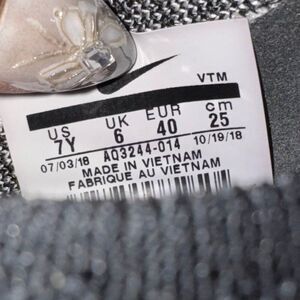 VTM
US UK EUR cm
7Y 6 40 25
07/03/18 AQ3244-014 10/19/18
MADE IN VIETNAM
FABRIQUE AU VIETNAM